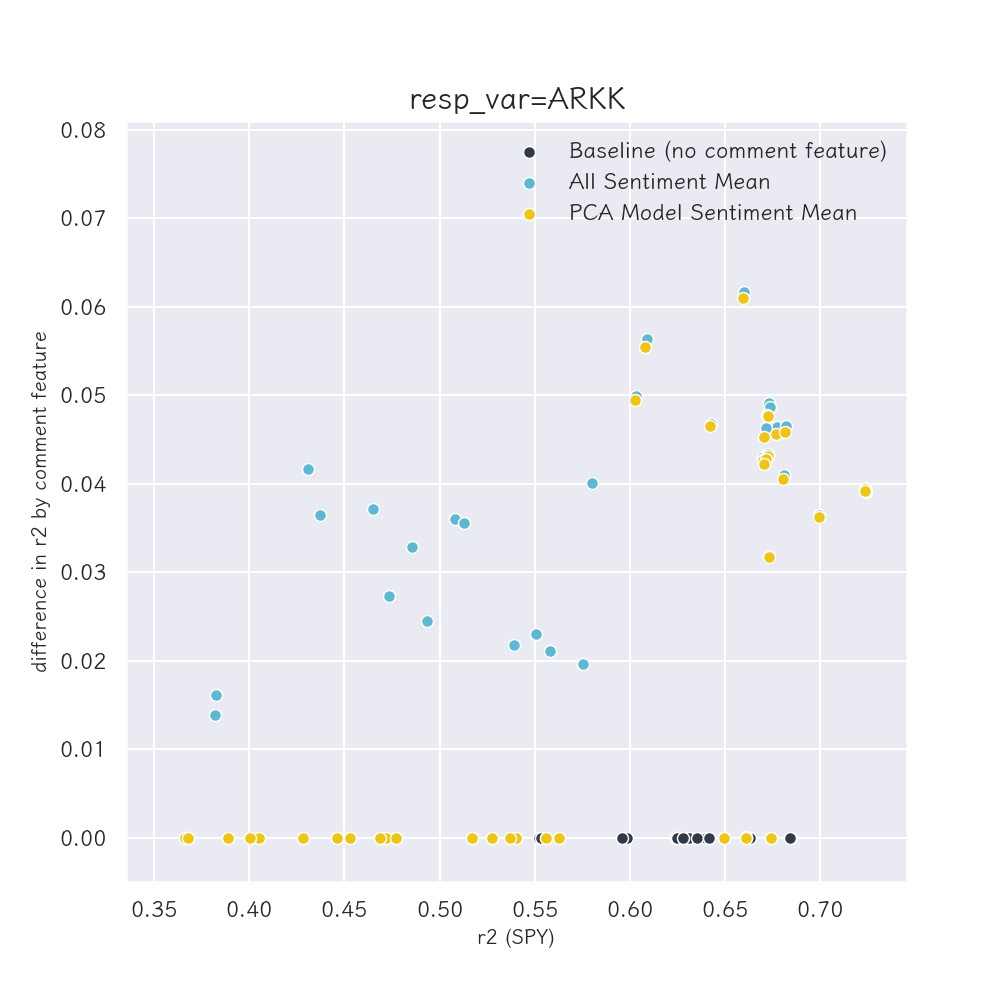 resp_var=ARKK
0.08
0.07
0.06
0.05
0.04
0.03
0.02
0.01
0.00
difference in r2 by comment feature
Baseline (no comment feature)
All Sentiment Mean
PCA Model Sentiment Mean
0.35 0.40 0.45 0.50 0.55 0.60 0.65 0.70
r2 (SPY)